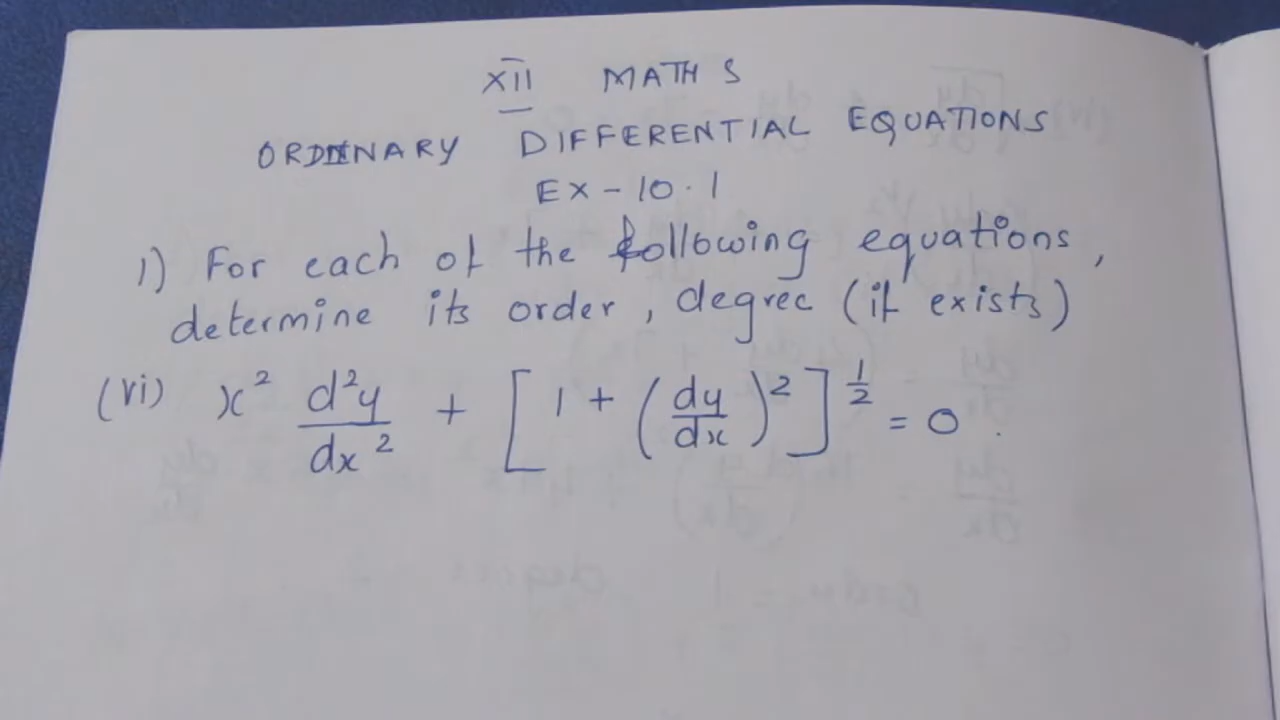 XII MATHS
ORDINARY DIFFERENTIAL EQUATIONS
EX - 10.1
1) For each of the following equations,
determine its order, degree (if exists)
(vi) x² d²y/dx² + [1 + (dy/dx)²]^(1/2) = 0.